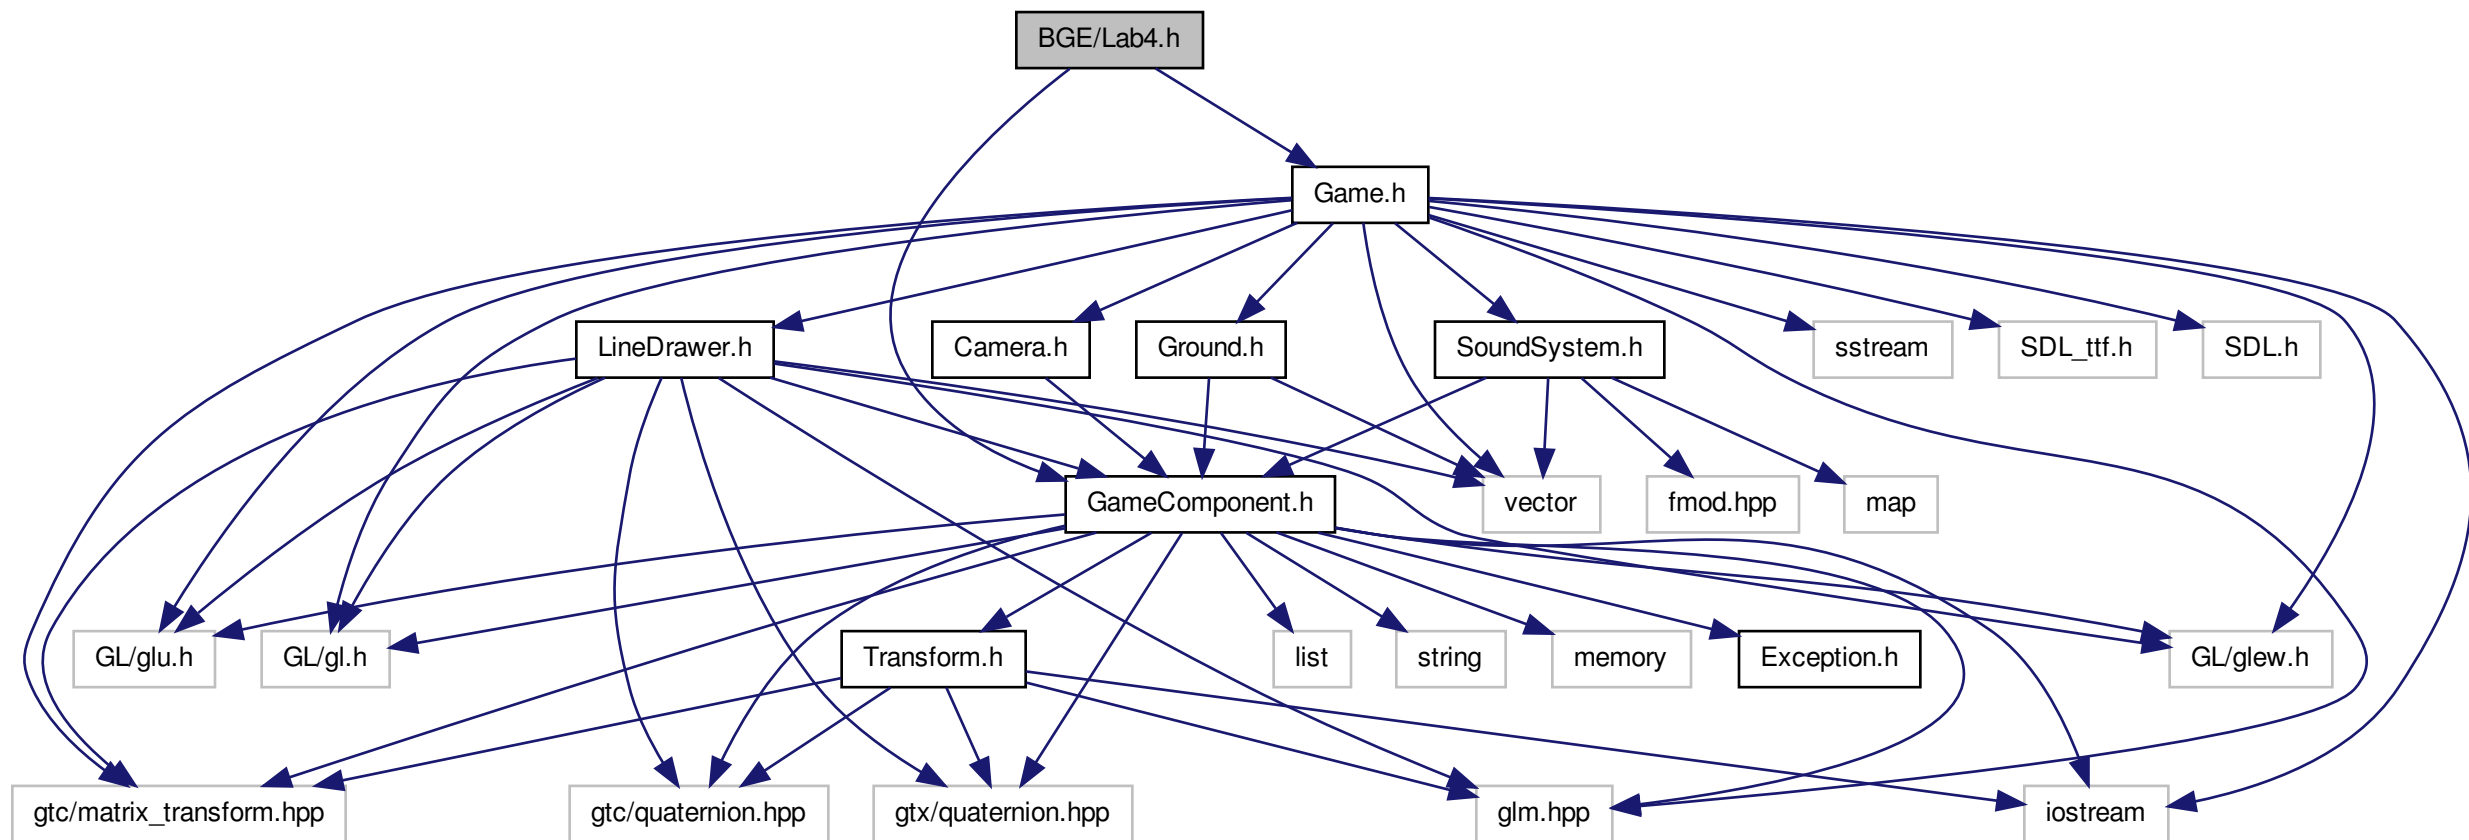 BGE/Lab4.h
Game.h
LineDrawer.h
Camera.h
Ground.h
SoundSystem.h
sstream
SDL_ttf.h
SDL.h
GameComponent.h
vector
fmod.hpp
map
GL/glu.h
GL/gl.h
Transform.h
list
string
memory
Exception.h
GL/glew.h
gtc/matrix_transform.hpp
gtc/quaternion.hpp
gtx/quaternion.hpp
glm.hpp
iostream